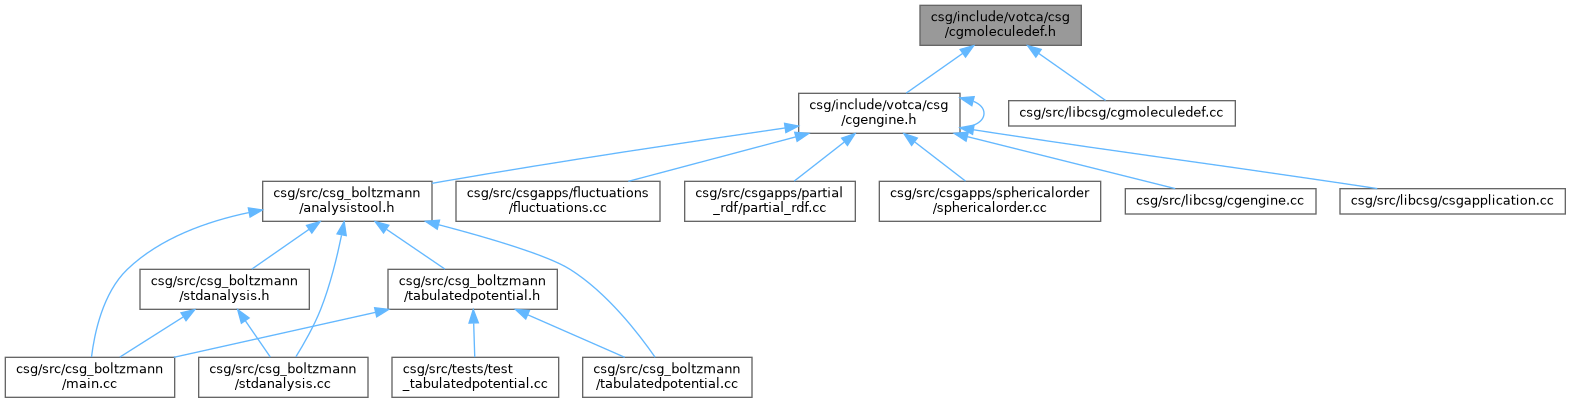 csg/include/votca/csg
/cgmoleculedef.h
csg/include/votca/csg
/cgengine.h
csg/src/libcsg/cgmoleculedef.cc
csg/src/csg_boltzmann
/analysistool.h
csg/src/csgapps/fluctuations
/fluctuations.cc
csg/src/csgapps/partial
_rdf/partial_rdf.cc
csg/src/csgapps/sphericalorder
/sphericalorder.cc
csg/src/libcsg/cgengine.cc
csg/src/libcsg/csgapplication.cc
csg/src/csg_boltzmann
/stdanalysis.h
csg/src/csg_boltzmann
/tabulatedpotential.h
csg/src/csg_boltzmann
/main.cc
csg/src/csg_boltzmann
/stdanalysis.cc
csg/src/tests/test
_tabulatedpotential.cc
csg/src/csg_boltzmann
/tabulatedpotential.cc